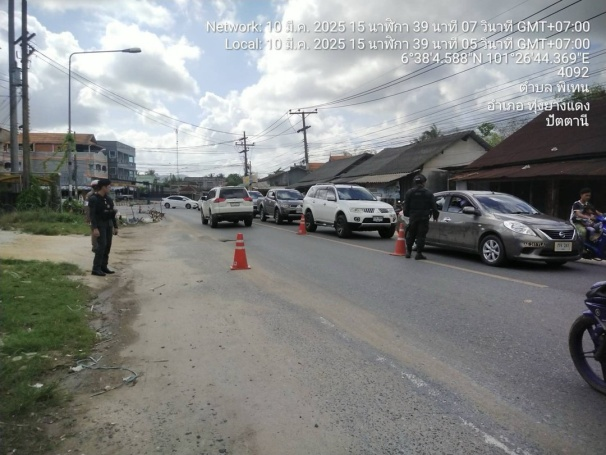 Network: 10 มี.ค. 2025 15 นาฬิกา 39 นาที 07 วินาที GMT+07:00
Local: 10 มี.ค. 2025 15 นาฬิกา 39 นาที 05 วินาที GMT+07:00
6°38'4.588"N 101°26'44.369"E
4092
ตำบล พิเทน
อำเภอ ทุ่งยางแดง
ปัตตานี